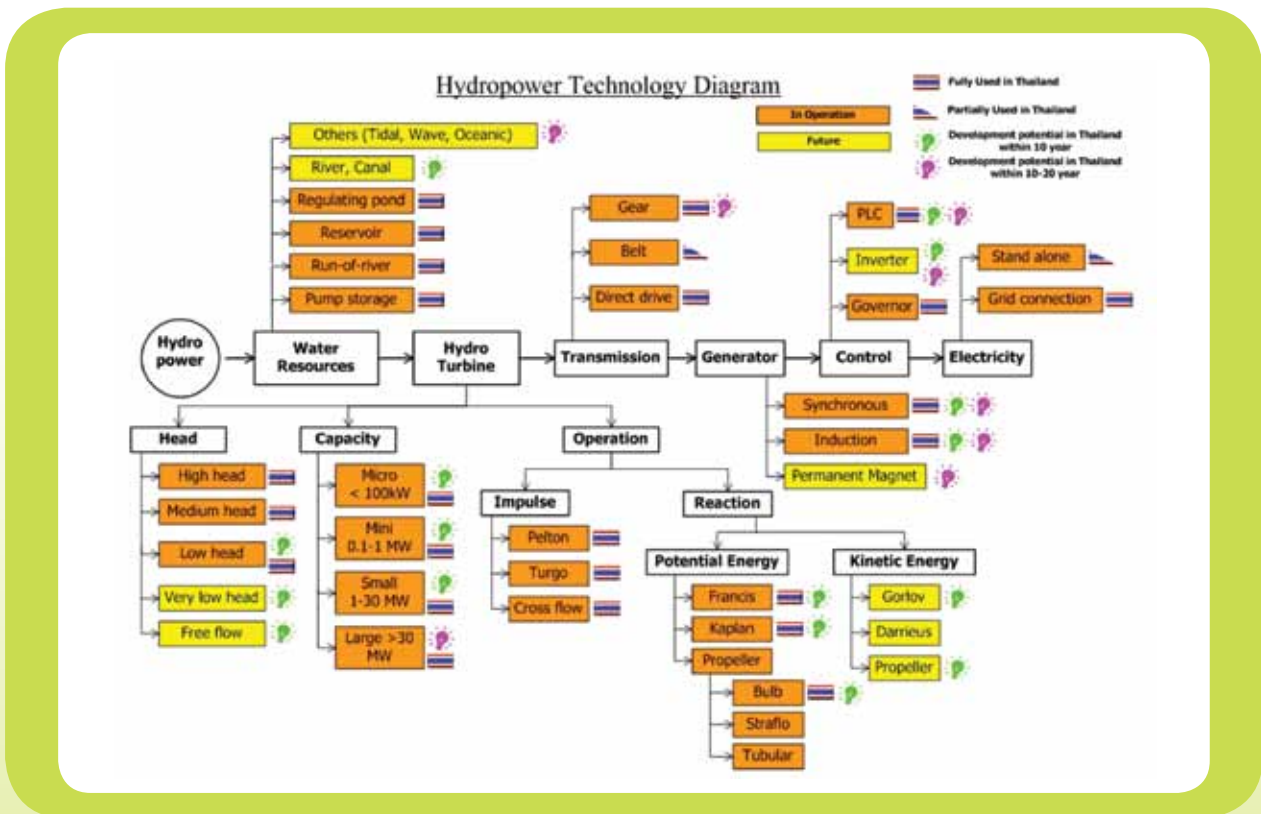 Hydropower Technology Diagram
Fully Used in Thailand
Partially Used in Thailand
Development potential in Thailand
within 10 year
Development potential in Thailand
within 10-20 year
In Operation
Future
Others (Tidal, Wave, Oceanic)
River, Canal
Regulating pond
Reservoir
Run-of-river
Pump storage
Gear
Belt
Direct drive
PLC
Inverter
Governor
Stand alone
Grid connection
Hydro
power
Water
Resources
Hydro
Turbine
Transmission
Generator
Control
Electricity
Synchronous
Induction
Permanent Magnet
Head
Capacity
Operation
High head
Medium head
Low head
Very low head
Free flow
Micro
< 100kW
Mini
0.1-1 MW
Small
1-30 MW
Large >30
MW
Impulse
Reaction
Pelton
Turgo
Cross flow
Potential Energy
Kinetic Energy
Francis
Kaplan
Propeller
Bulb
Straflo
Tubular
Gorlov
Darrieus
Propeller